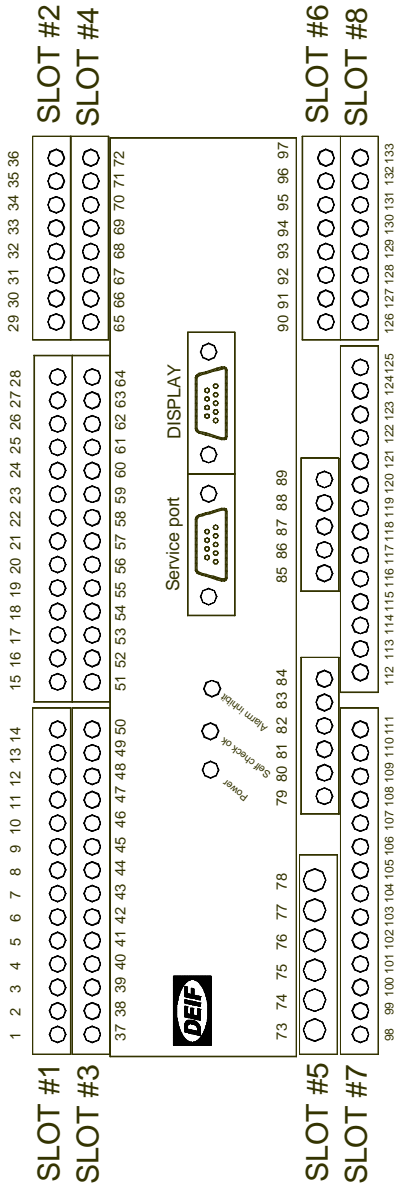 SLOT #1
SLOT #2
1 2 3 4 5 6 7 8 9 10 11 12 13 14
15 16 17 18 19 20 21 22 23 24 25 26 27 28
29 30 31 32 33 34 35 36
SLOT #3
SLOT #4
37 38 39 40 41 42 43 44 45 46 47 48 49 50
51 52 53 54 55 56 57 58 59 60 61 62 63 64
65 66 67 68 69 70 71 72
DEIF
Power
Self check ok
Alarm inhibit
Service port
DISPLAY
73 74 75 76 77 78
79 80 81 82 83 84
85 86 87 88 89
90 91 92 93 94 95 96 97
SLOT #5
SLOT #6
SLOT #7
SLOT #8
98 99 100 101 102 103 104 105 106 107 108 109 110 111
112 113 114 115 116 117 118 119 120 121 122 123 124 125
126 127 128 129 130 131 132 133